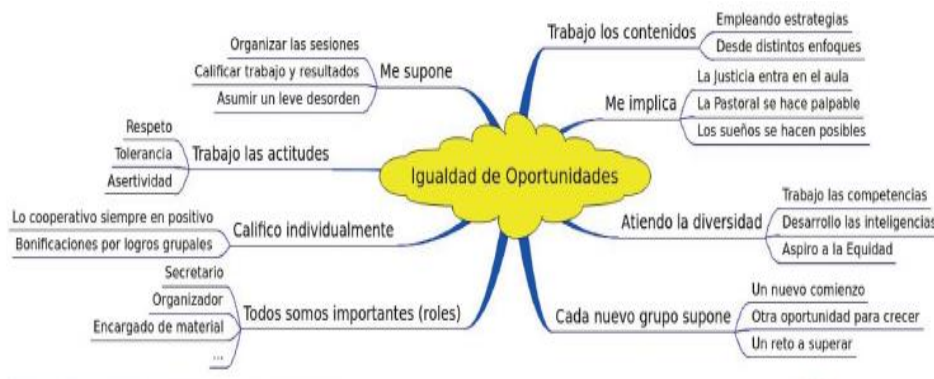 Igualdad de Oportunidades
Trabajo los contenidos
Empleando estrategias
Desde distintos enfoques
Me implica
La Justicia entra en el aula
La Pastoral se hace palpable
Los sueños se hacen posibles
Atiendo la diversidad
Trabajo las competencias
Desarrollo las inteligencias
Aspiro a la Equidad
Cada nuevo grupo supone
Un nuevo comienzo
Otra oportunidad para crecer
Un reto a superar
Me supone
Organizar las sesiones
Calificar trabajo y resultados
Asumir un leve desorden
Trabajo las actitudes
Respeto
Tolerancia
Asertividad
Califico individualmente
Lo cooperativo siempre en positivo
Bonificaciones por logros grupales
Todos somos importantes (roles)
Secretario
Organizador
Encargado de material
...